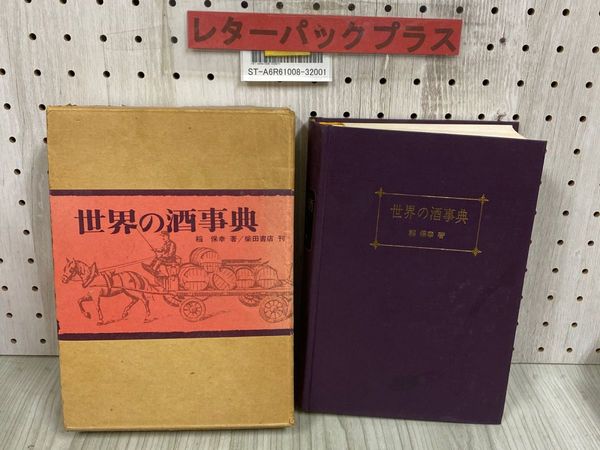 レターパックプラス
ST-A6R61008-32001
世界の酒事典
稲 保幸 著／柴田書店 刊
世界の酒事典
稲 保幸 著